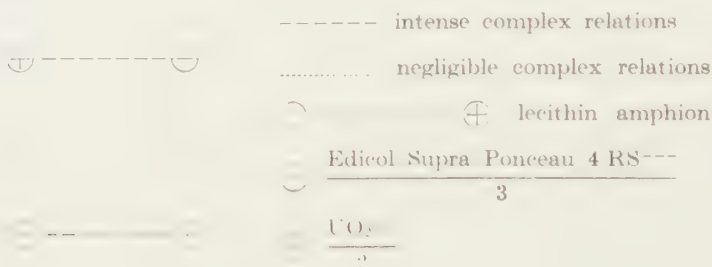 ------ intense complex relations
............ negligible complex relations
⊕ lecithin amphion
Edicol Supra Ponceau 4 RS---
3